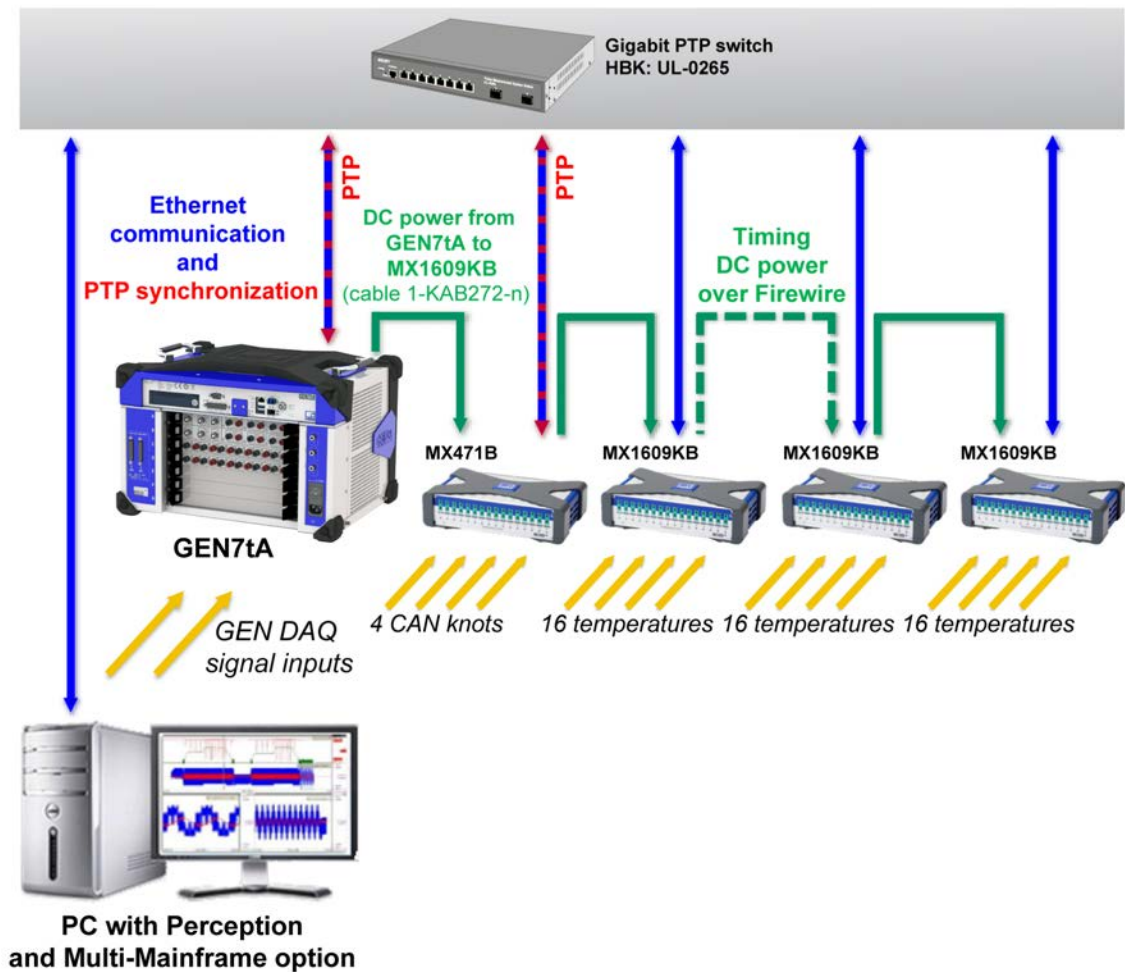 Gigabit PTP switch
HBK: UL-0265
PTP
PTP
Ethernet
communication
and
PTP synchronization
DC power from
GEN7tA to
MX1609KB
(cable 1-KAB272-n)
Timing
DC power
over Firewire
MX471B
MX1609KB
MX1609KB
MX1609KB
GEN7tA
4 CAN knots
16 temperatures
16 temperatures
16 temperatures
GEN DAQ
signal inputs
PC with Perception
and Multi-Mainframe option